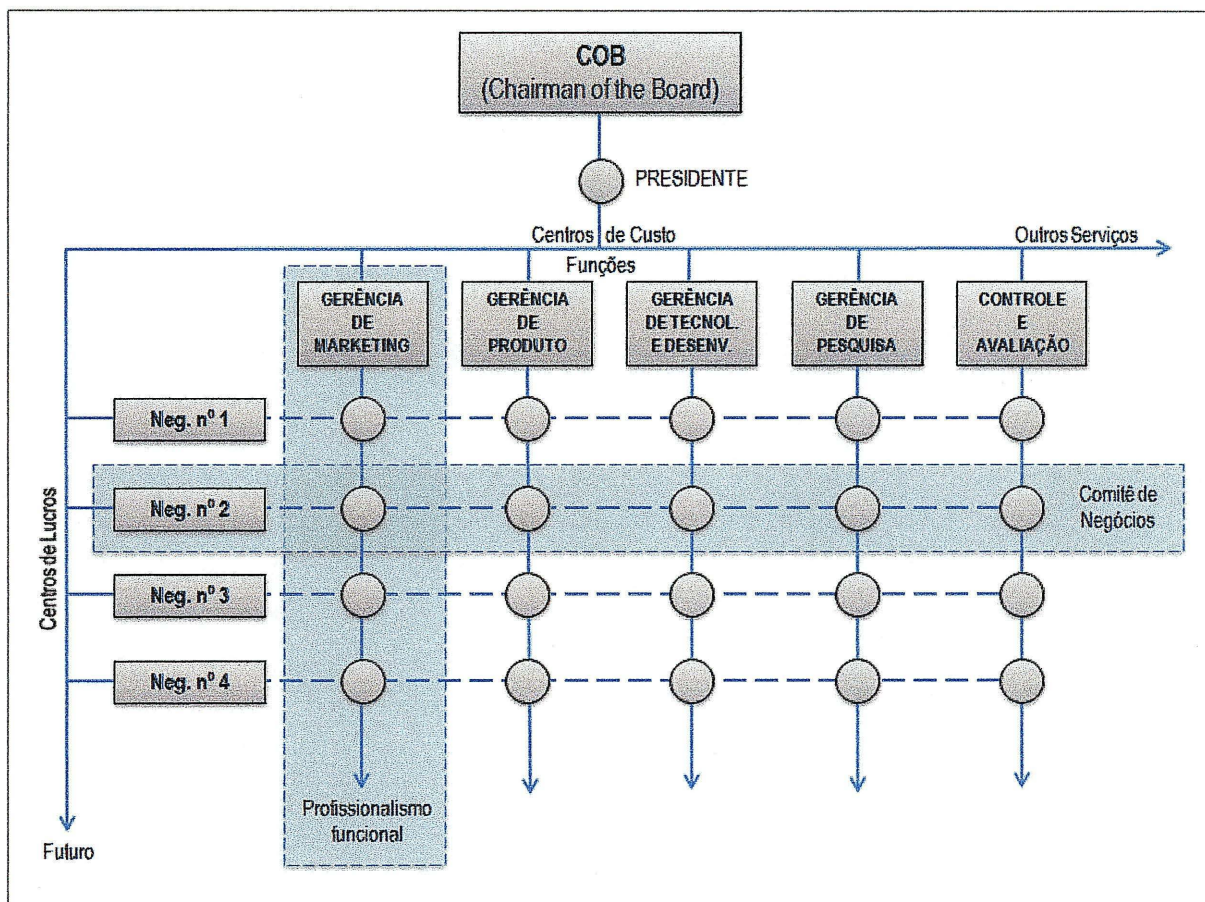 COB
(Chairman of the Board)
PRESIDENTE
Centros de Custo
Outros Serviços
Funções
GERÊNCIA
DE
MARKETING
GERÊNCIA
DE
PRODUTO
GERÊNCIA
DE TECNOL.
E DESENV.
GERÊNCIA
DE
PESQUISA
CONTROLE
E
AVALIAÇÃO
Centros de Lucros
Neg. nº 1
Neg. nº 2
Comitê de
Negócios
Neg. nº 3
Neg. nº 4
Profissionalismo
funcional
Futuro